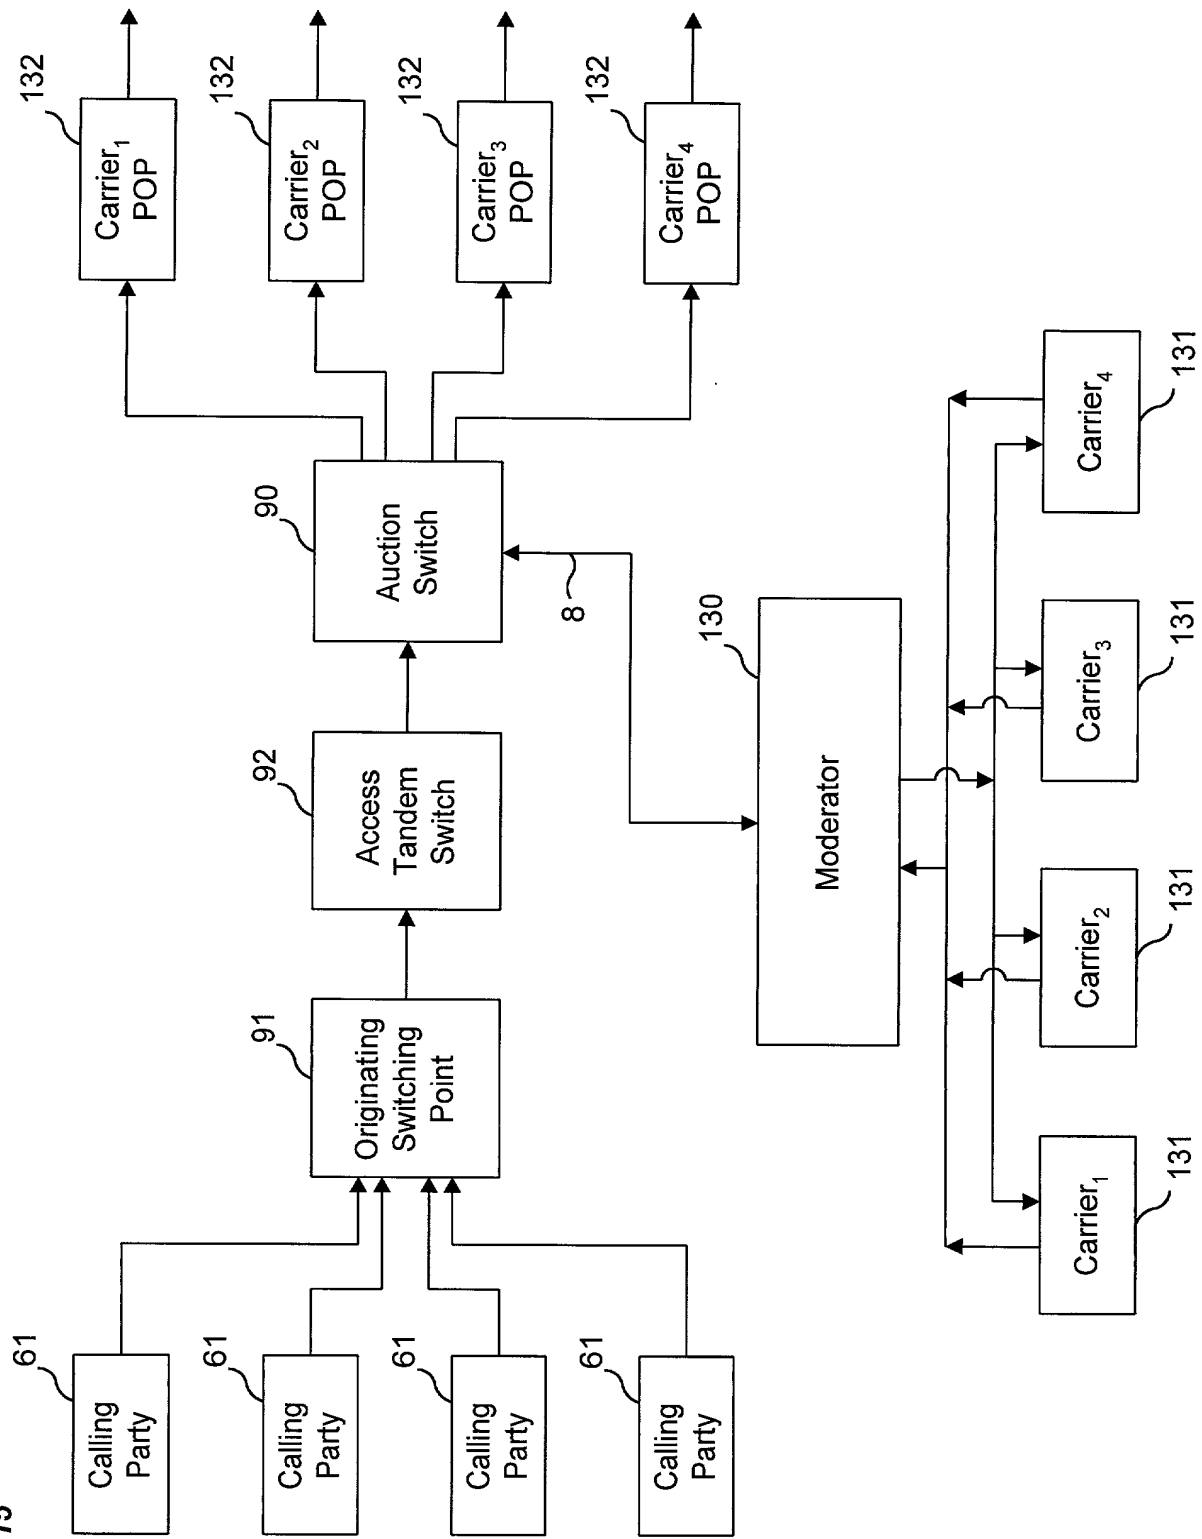 15
61
Calling
Party
61
Calling
Party
61
Calling
Party
61
Calling
Party
91
Originating
Switching
Point
92
Access
Tandem
Switch
90
Auction
Switch
8
132
Carrier1
POP
132
Carrier2
POP
132
Carrier3
POP
132
Carrier4
POP
130
Moderator
Carrier1
131
Carrier2
131
Carrier3
131
Carrier4
131